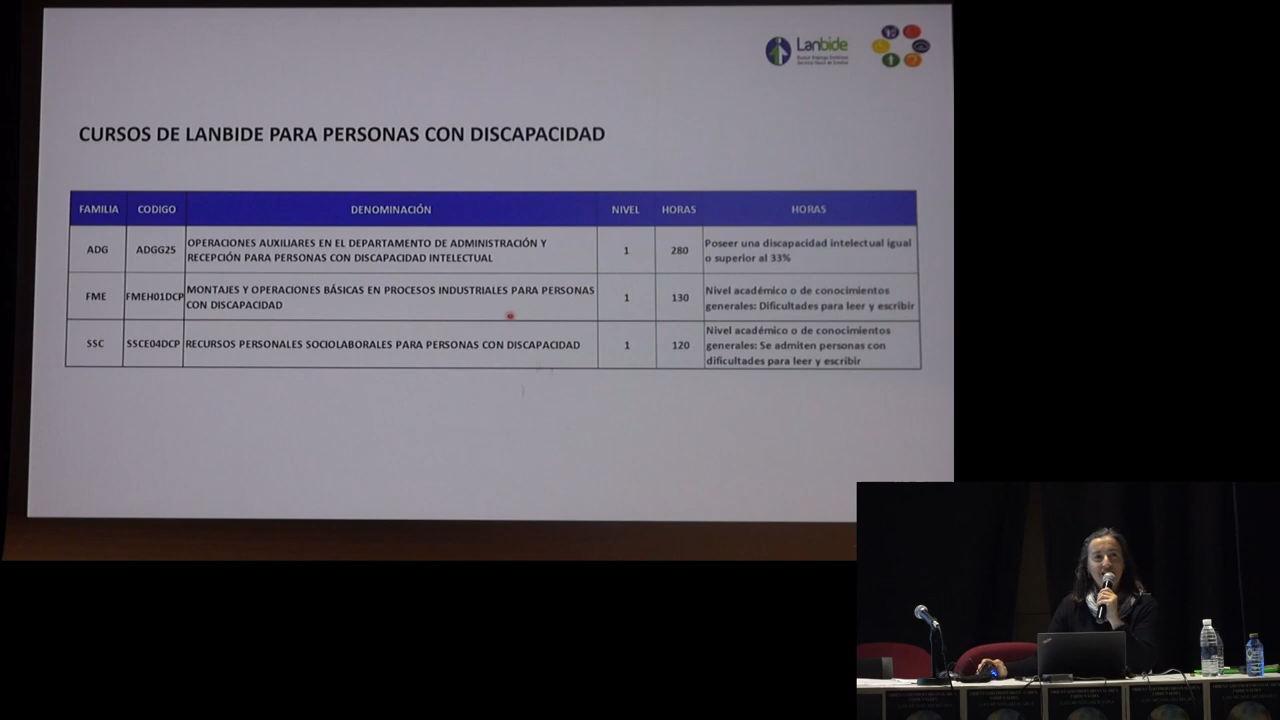 Lanbide
CURSOS DE LANBIDE PARA PERSONAS CON DISCAPACIDAD
FAMILIA CODIGO DENOMINACIÓN NIVEL HORAS HORAS
ADG ADGG25 OPERACIONES AUXILIARES EN EL DEPARTAMENTO DE ADMINISTRACIÓN Y
RECEPCIÓN PARA PERSONAS CON DISCAPACIDAD INTELECTUAL
1 280 Poseer una discapacidad intelectual igual
o superior al 33%
FME FMEH01DCP MONTAJES Y OPERACIONES BÁSICAS EN PROCESOS INDUSTRIALES PARA PERSONAS
CON DISCAPACIDAD
1 130 Nivel académico o de conocimientos
generales: Dificultades para leer y escribir
SSC SSCE04DCP RECURSOS PERSONALES SOCIOLABORALES PARA PERSONAS CON DISCAPACIDAD
1 120 Nivel académico o de conocimientos
generales: Se admiten personas con
dificultades para leer y escribir